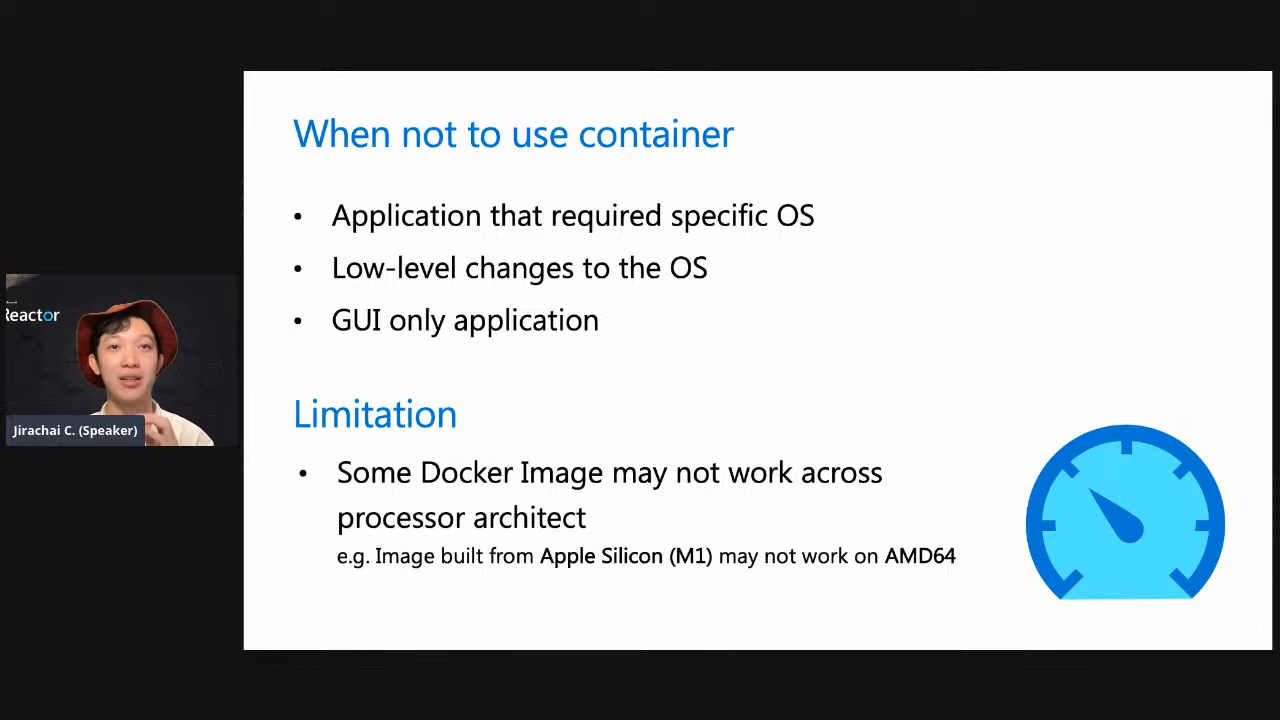 When not to use container
• Application that required specific OS
• Low-level changes to the OS
• GUI only application
Limitation
• Some Docker Image may not work across
processor architect
e.g. Image built from Apple Silicon (M1) may not work on AMD64
Reactor
Jirachai C. (Speaker)